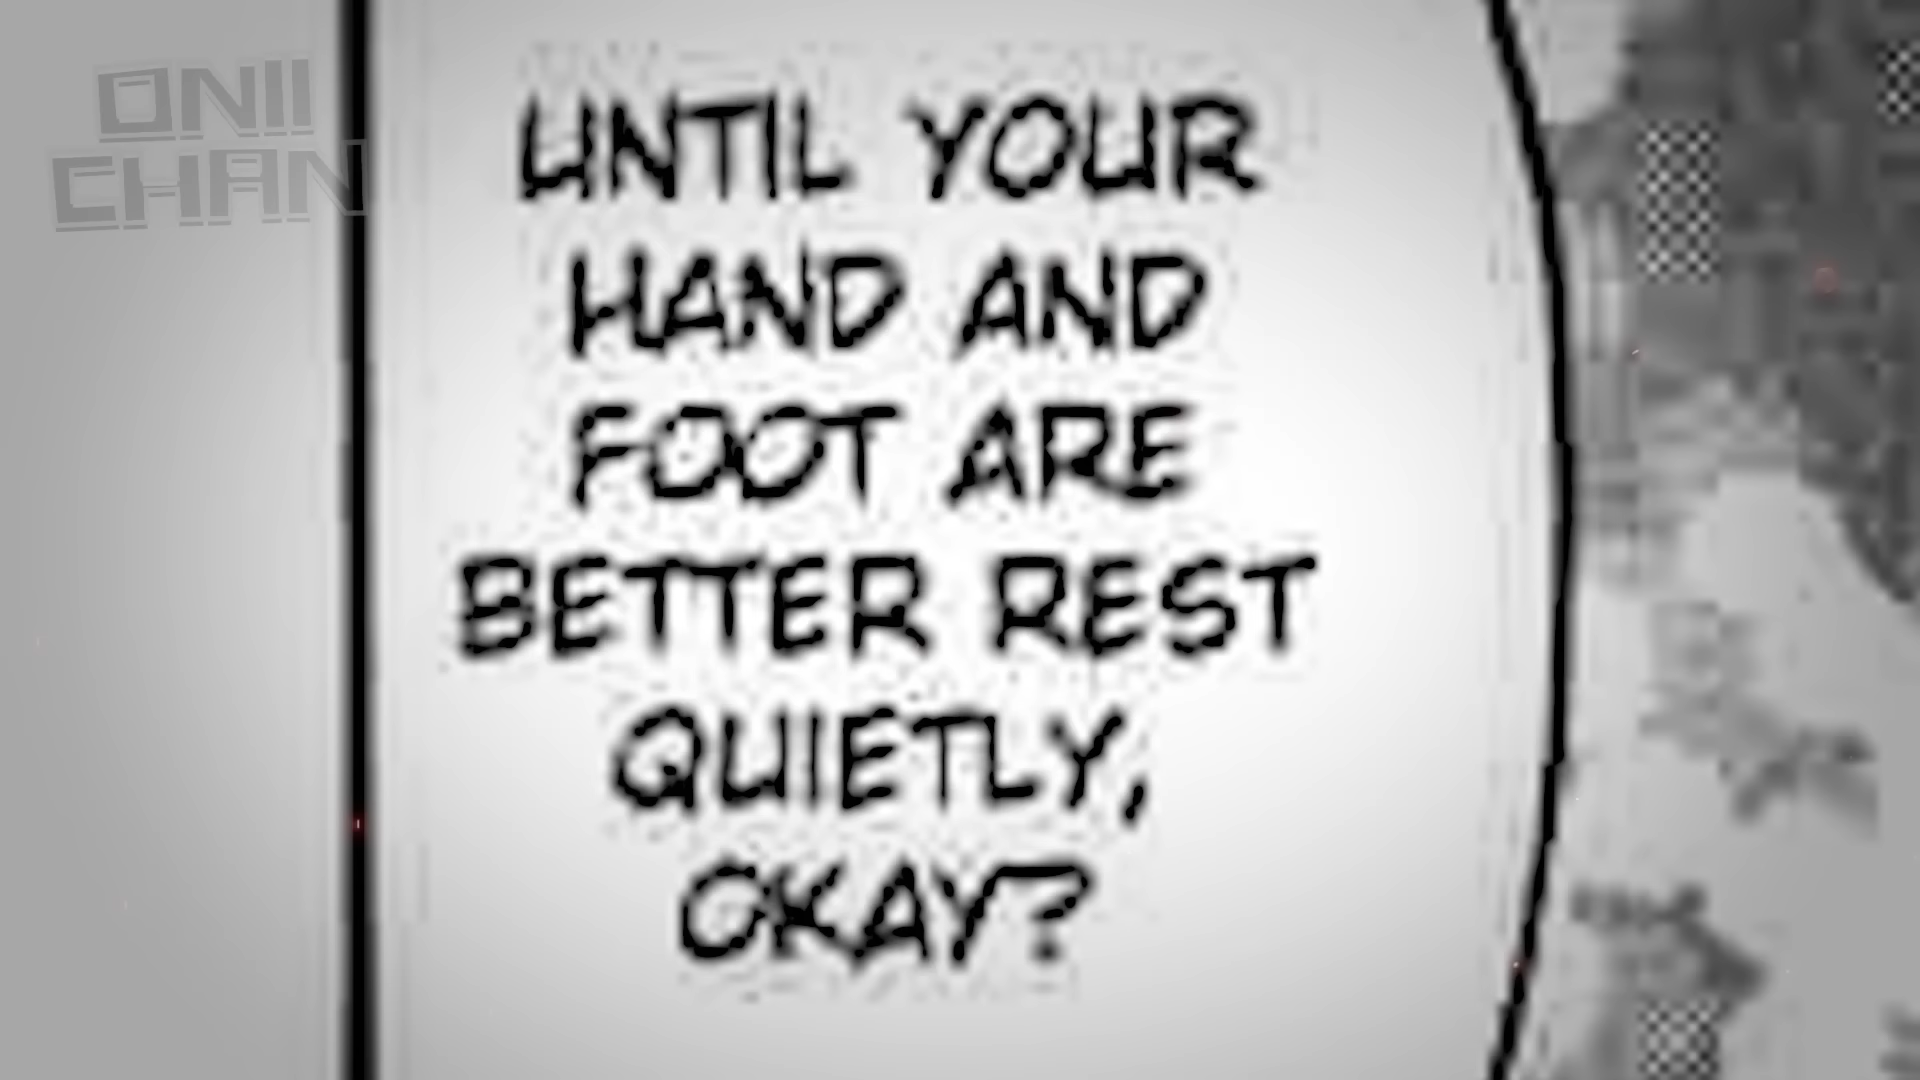 ONII
CHAN
UNTIL YOUR
HAND AND
FOOT ARE
BETTER REST
QUIETLY,
OKAY?